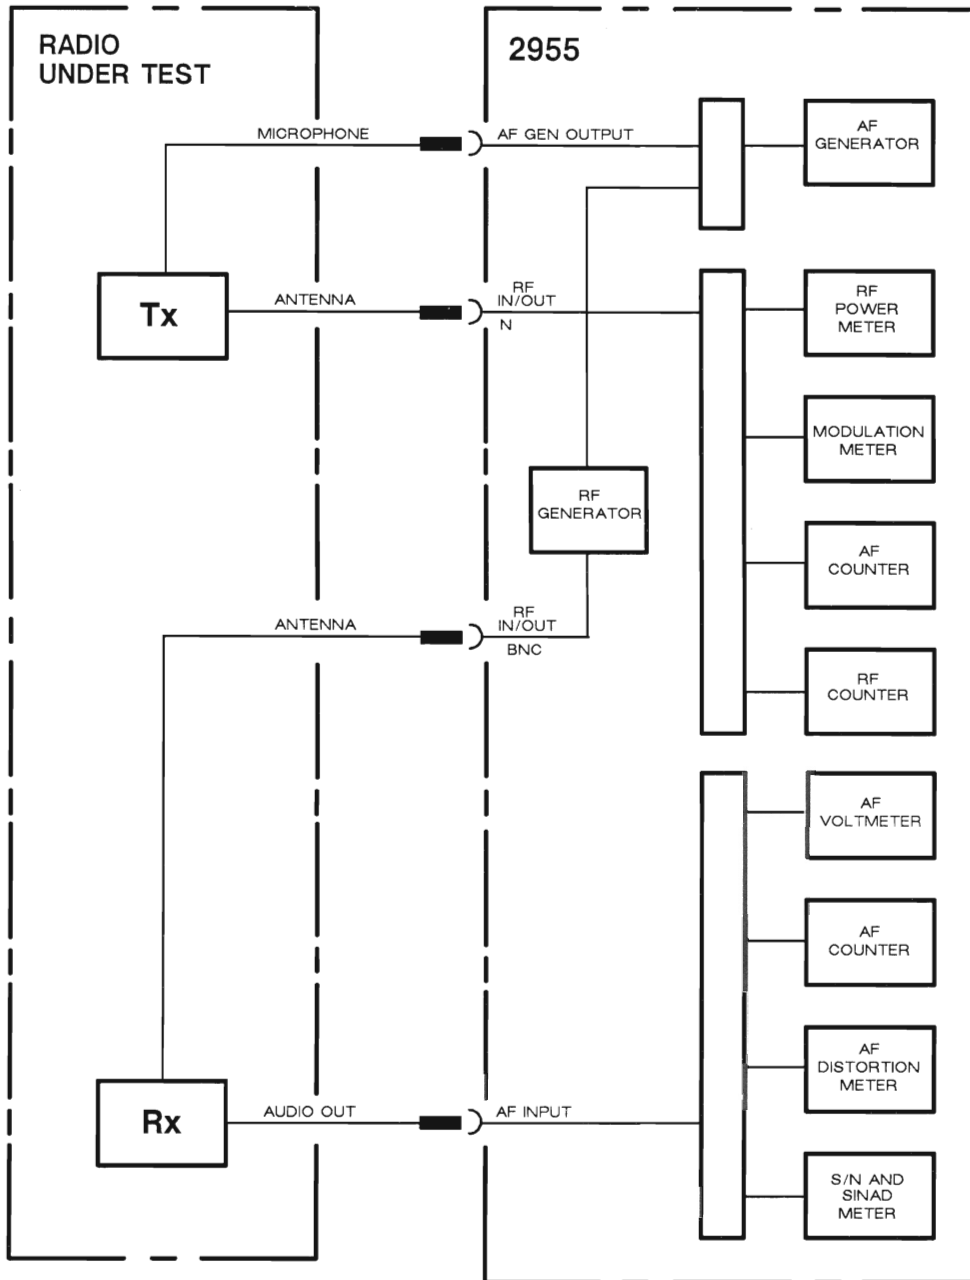 RADIO
UNDER TEST
2955
MICROPHONE
AF GEN OUTPUT
AF
GENERATOR
Tx
ANTENNA
RF
IN/OUT
N
RF
POWER
METER
MODULATION
METER
RF
GENERATOR
AF
COUNTER
ANTENNA
RF
IN/OUT
BNC
RF
COUNTER
AF
VOLTMETER
AF
COUNTER
AF
DISTORTION
METER
Rx
AUDIO OUT
AF INPUT
S/N AND
SINAD
METER